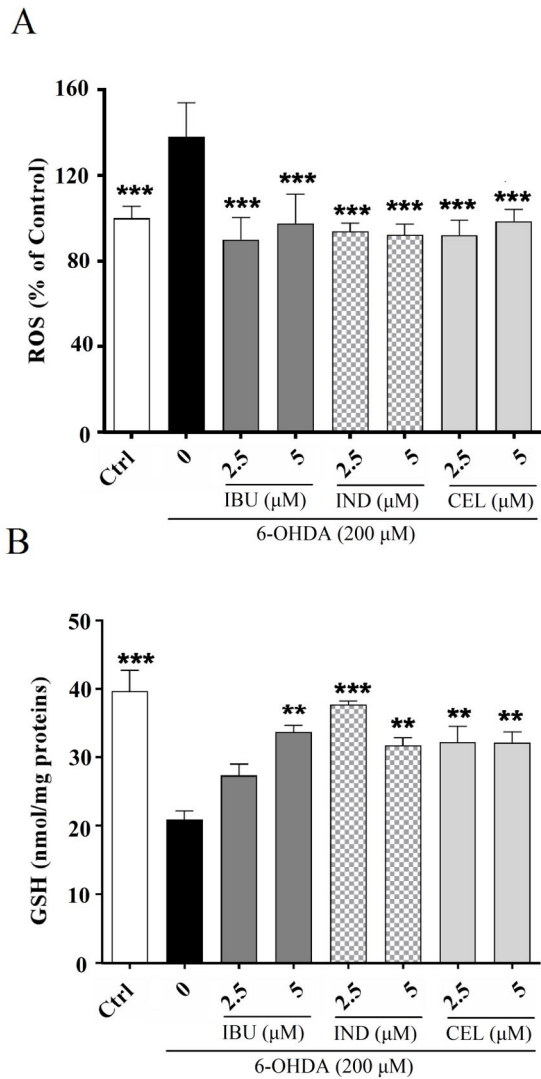 A
ROS (% of Control)
160
120
80
40
0
***
***
***
***
***
***
***
Ctrl
0
2.5
5
2.5
5
2.5
5
IBU (μM)
IND (μM)
CEL (μM)
6-OHDA (200 μM)
B
GSH (nmol/mg proteins)
50
40
30
20
10
0
***
**
***
**
**
**
Ctrl
0
2.5
5
2.5
5
2.5
5
IBU (μM)
IND (μM)
CEL (μM)
6-OHDA (200 μM)